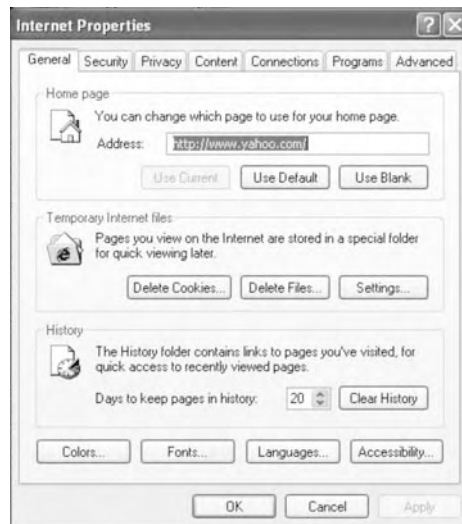 Internet Properties
General Security Privacy Content Connections Programs Advanced
Home page
You can change which page to use for your home page.
Address: http://www.yahoo.com/
Use Current Use Default Use Blank
Temporary Internet files
Pages you view on the Internet are stored in a special folder
for quick viewing later.
Delete Cookies... Delete Files... Settings...
History
The History folder contains links to pages you've visited, for
quick access to recently viewed pages.
Days to keep pages in history: 20 Clear History
Colors... Fonts... Languages... Accessibility...
OK Cancel Apply